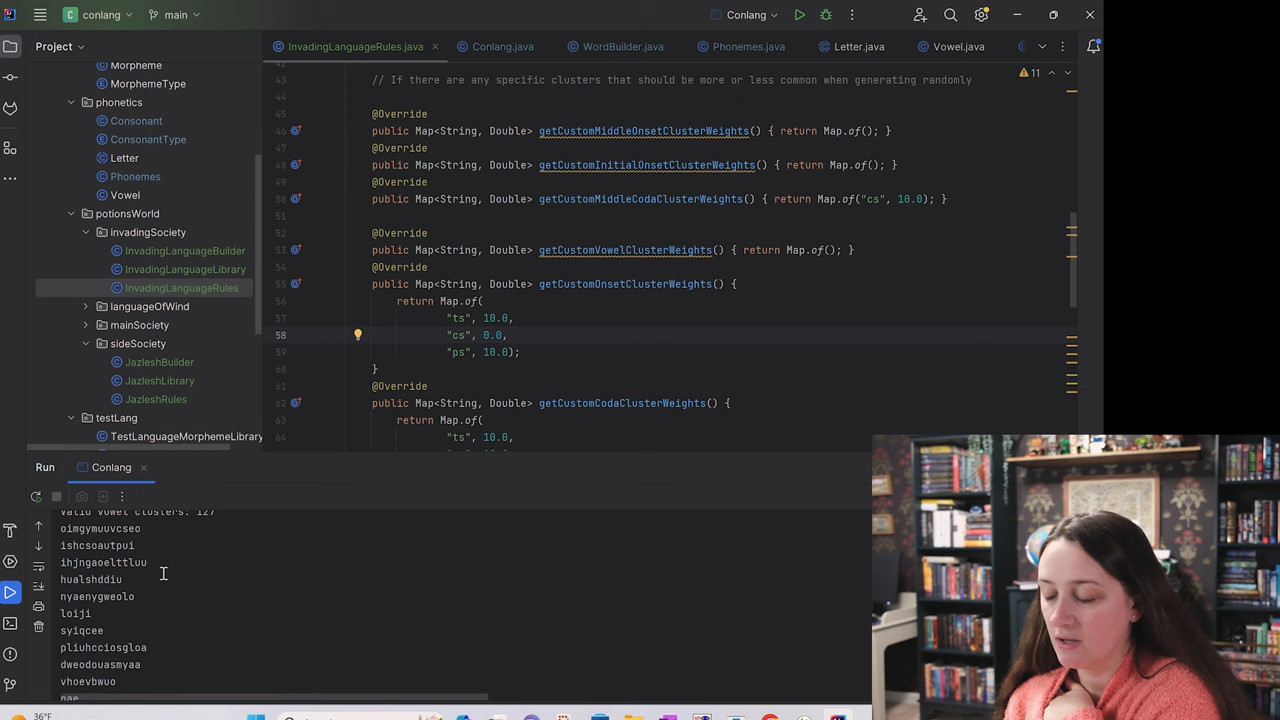 conlang main Conlang
Project
InvadingLanguageRules.java Conlang.java WordBuilder.java Phonemes.java Letter.java Vowel.java
Morpheme
MorphemeType
phonetics
Consonant
ConsonantType
Letter
Phonemes
Vowel
potionsWorld
invadingSociety
InvadingLanguageBuilder
InvadingLanguageLibrary
InvadingLanguageRules
languageOfWind
mainSociety
sideSociety
JazleshBuilder
JazleshLibrary
JazleshRules
testLang
TestLanguageMorphemeLibrary
11
42
43 // If there are any specific clusters that should be more or less common when generating randomly
44
45 @Override
46 public Map<String, Double> getCustomMiddleOnsetClusterWeights() { return Map.of(); }
47 @Override
48 public Map<String, Double> getCustomInitialOnsetClusterWeights() { return Map.of(); }
49 @Override
50 public Map<String, Double> getCustomMiddleCodaClusterWeights() { return Map.of("cs", 10.0); }
51
52 @Override
53 public Map<String, Double> getCustomVowelClusterWeights() { return Map.of(); }
54 @Override
55 public Map<String, Double> getCustomOnsetClusterWeights() {
56 return Map.of(
57 "ts", 10.0,
58 "cs", 0.0,
59 "ps", 10.0);
60 }
61 @Override
62 public Map<String, Double> getCustomCodaClusterWeights() {
63 return Map.of(
64 "ts", 10.0,
Run Conlang
Valid vowel clusters: 127
oimgymuuvcseo
ishcsoautpui
ihjngaoelttluu
hualshddiu
nyaenygweolo
loiji
syiqcee
pliuhcciosgloa
dweodouasmyaa
vhoevbwuo
pae
36°F